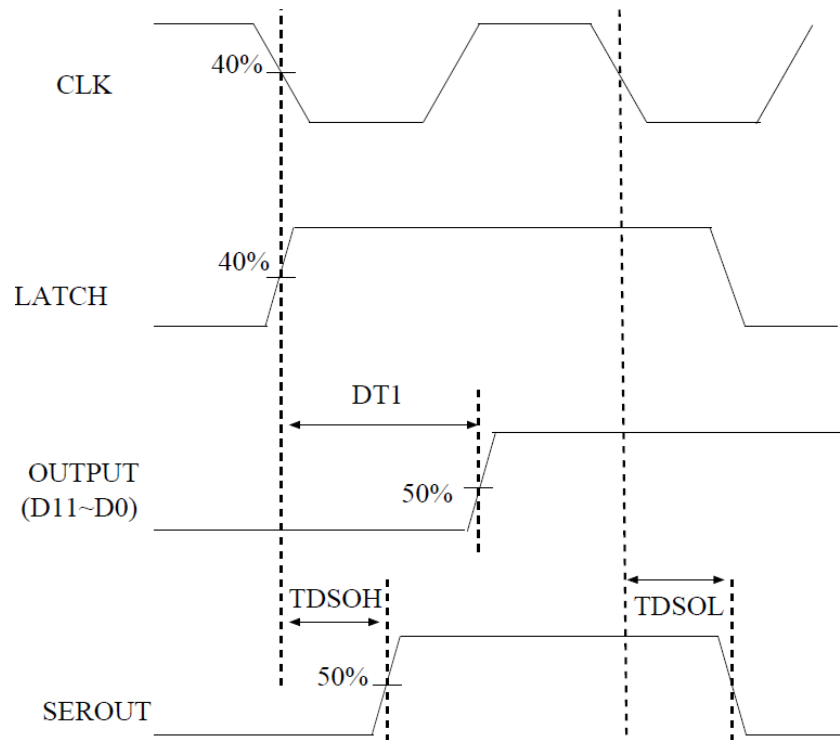 40%
CLK
40%
LATCH
DT1
OUTPUT
(D11~D0)
50%
TDSOH
TDSOL
50%
SEROUT